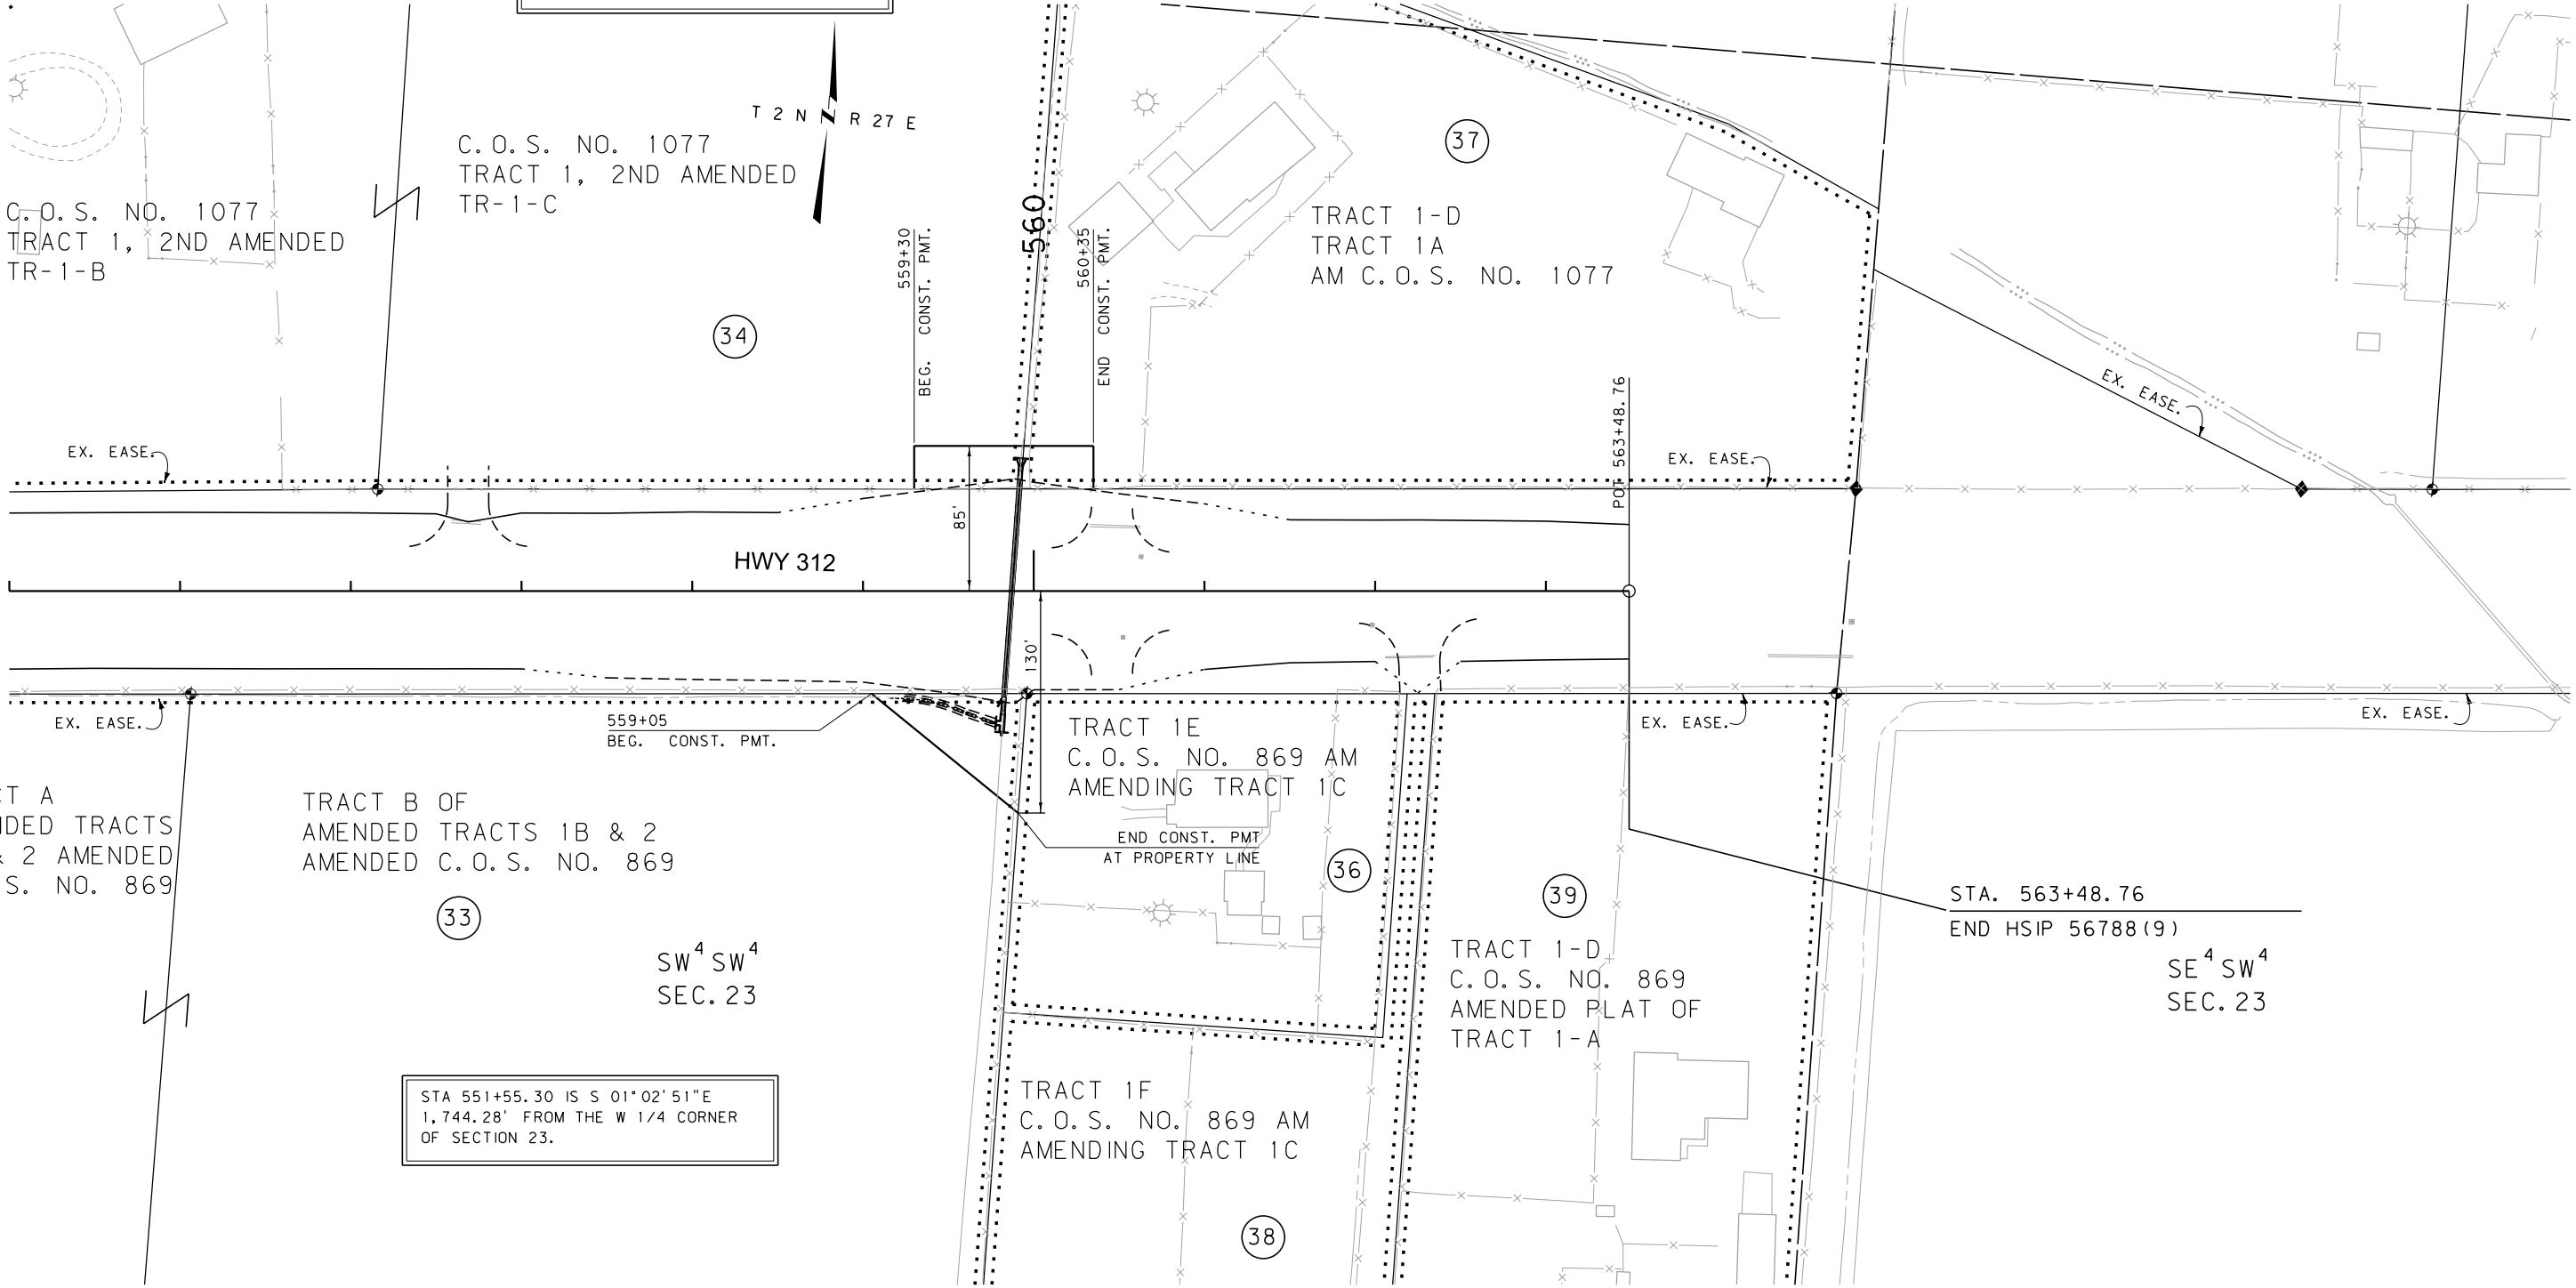 T 2 N N R 27 E
C.O.S. NO. 1077
TRACT 1, 2ND AMENDED
TR-1-C
C.O.S. NO. 1077
TRACT 1, 2ND AMENDED
TR-1-B
34
559+30
BEG. CONST. PMT.
560
560+35
END CONST. PMT.
37
TRACT 1-D
TRACT 1A
AM C.O.S. NO. 1077
POT 563+48.76
EX. EASE.
EX. EASE.
EX. EASE.
85'
HWY 312
130'
EX. EASE.
559+05
BEG. CONST. PMT.
EX. EASE.
EX. EASE.
TRACT 1E
C.O.S. NO. 869 AM
AMENDING TRACT 1C
END CONST. PMT
AT PROPERTY LINE
36
CT A
NDED TRACTS
& 2 AMENDED
S. NO. 869
TRACT B OF
AMENDED TRACTS 1B & 2
AMENDED C.O.S. NO. 869
33
SW4 SW4
SEC. 23
39
TRACT 1-D
C.O.S. NO. 869
AMENDED PLAT OF
TRACT 1-A
STA. 563+48.76
END HSIP 56788(9)
SE4 SW4
SEC. 23
STA 551+55.30 IS S 01°02'51"E
1,744.28' FROM THE W 1/4 CORNER
OF SECTION 23.
TRACT 1F
C.O.S. NO. 869 AM
AMENDING TRACT 1C
38